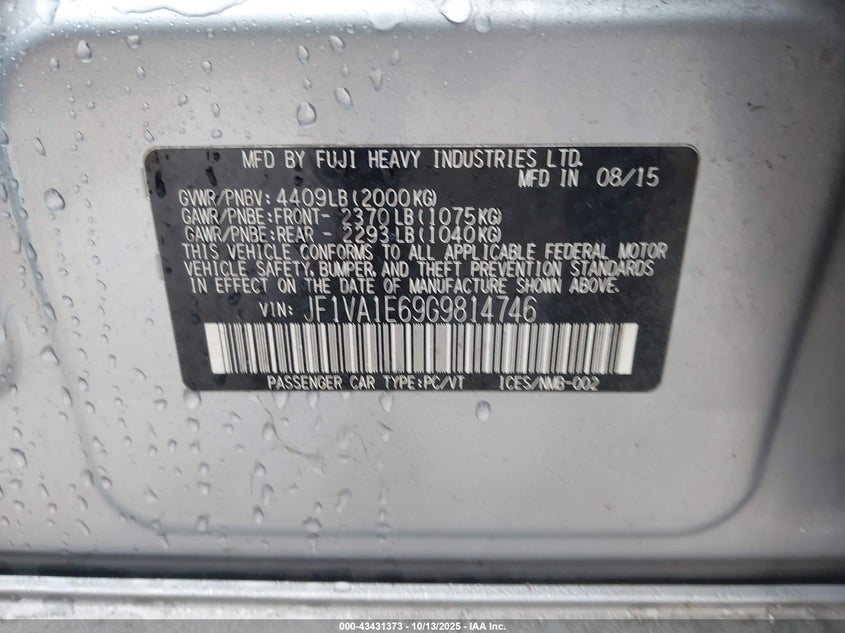 MFD BY FUJI HEAVY INDUSTRIES LTD.
MFD IN 08/15
GVWR/PNBV: 4409LB(2000KG)
GAWR/PNBE:FRONT- 2370LB(1075KG)
GAWR/PNBE:REAR - 2293LB(1040KG)
THIS VEHICLE CONFORMS TO ALL APPLICABLE FEDERAL MOTOR
VEHICLE SAFETY, BUMPER, AND THEFT PREVENTION STANDARDS
IN EFFECT ON THE DATE OF MANUFACTURE SHOWN ABOVE.
VIN: JF1VA1E69G9814746
PASSENGER CAR TYPE:PC/VT ICES/NMB-002
000-43431373 | 10/13/2025 - IAA Inc.